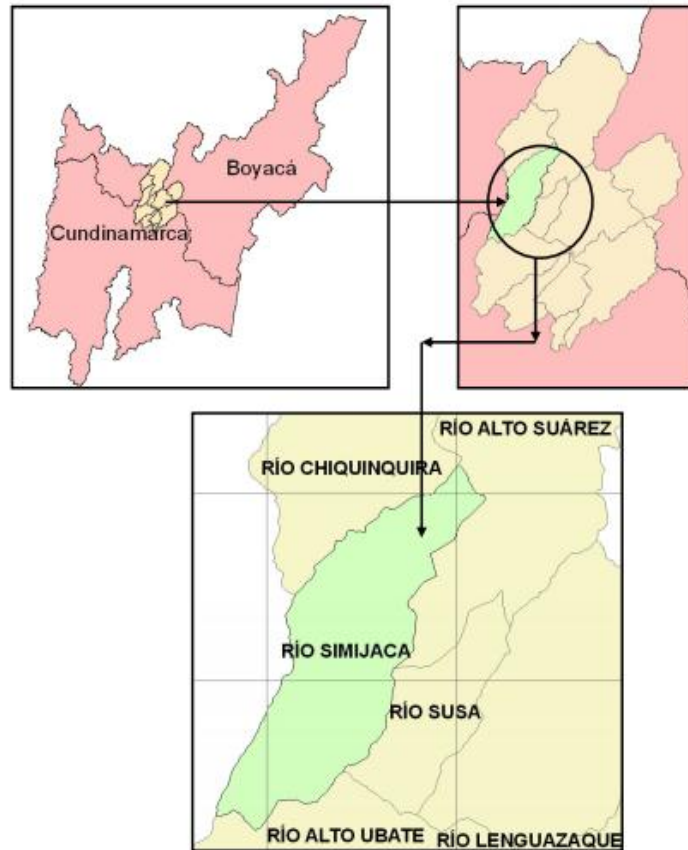 Boyacá
Cundinamarca
RÍO ALTO SUÁREZ
RÍO CHIQUINQUIRA
RÍO SIMIJACA
RÍO SUSA
RÍO ALTO UBATE
RÍO LENGUAZAQUE